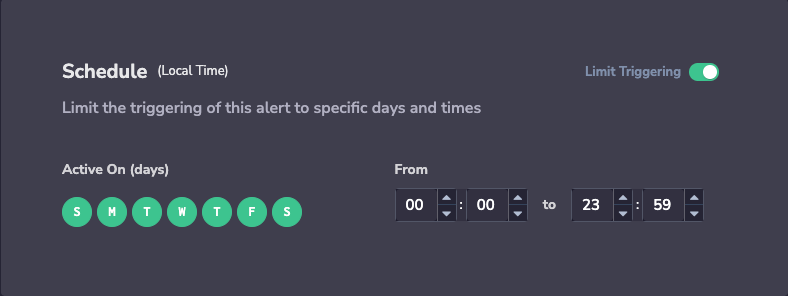 Schedule (Local Time)
Limit Triggering
Limit the triggering of this alert to specific days and times
Active On (days)
From
S M T W T F S
00 : 00 to 23 : 59